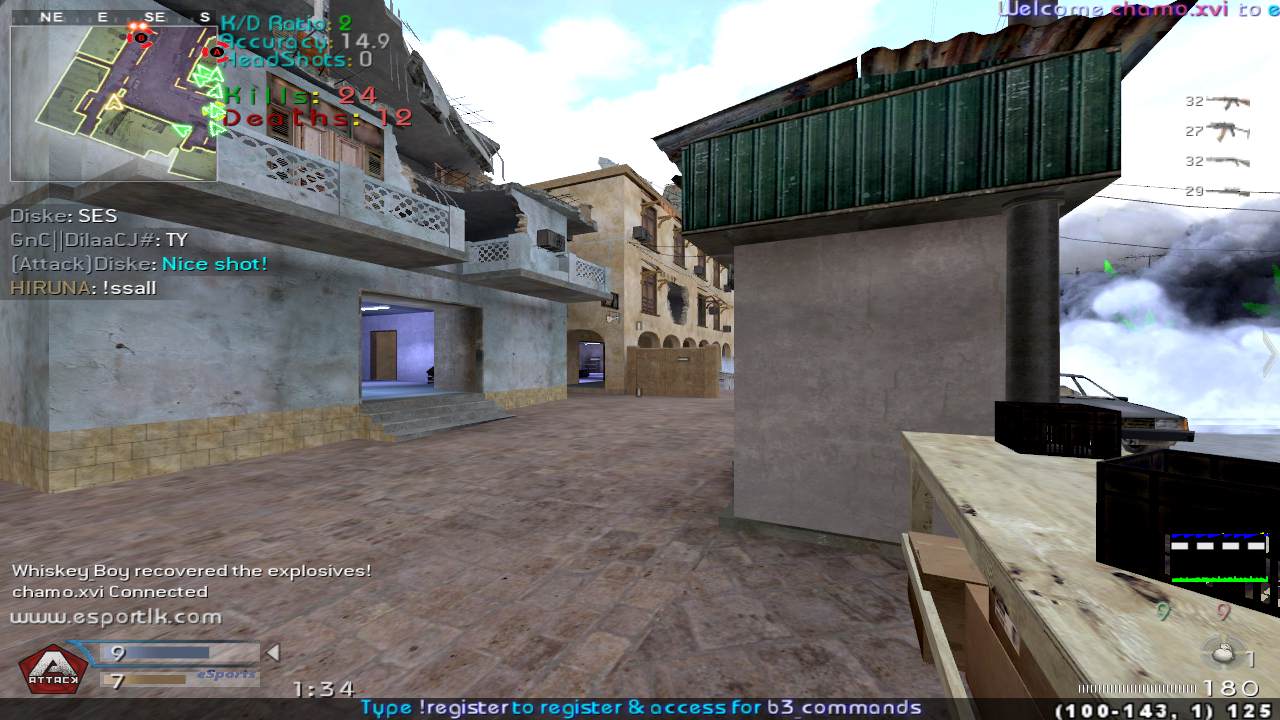 NE E SE S
Welcome chamo.xvi to e
K/D Ratio: 2
Accuracy: 14.9
HeadShots: 0
Kills: 24
Deaths: 12
B
A
32
27
32
29
Diske: SES
GnC||DilaaCJ#: TY
(Attack)Diske: Nice shot!
HIRUNA: !ssall
Whiskey Boy recovered the explosives!
chamo.xvi Connected
www.esportlk.com
9 9
ATTACK
9
7
eSports
1:34
1
180
Type !register to register & access for b3_commands
(100-143, 1) 125